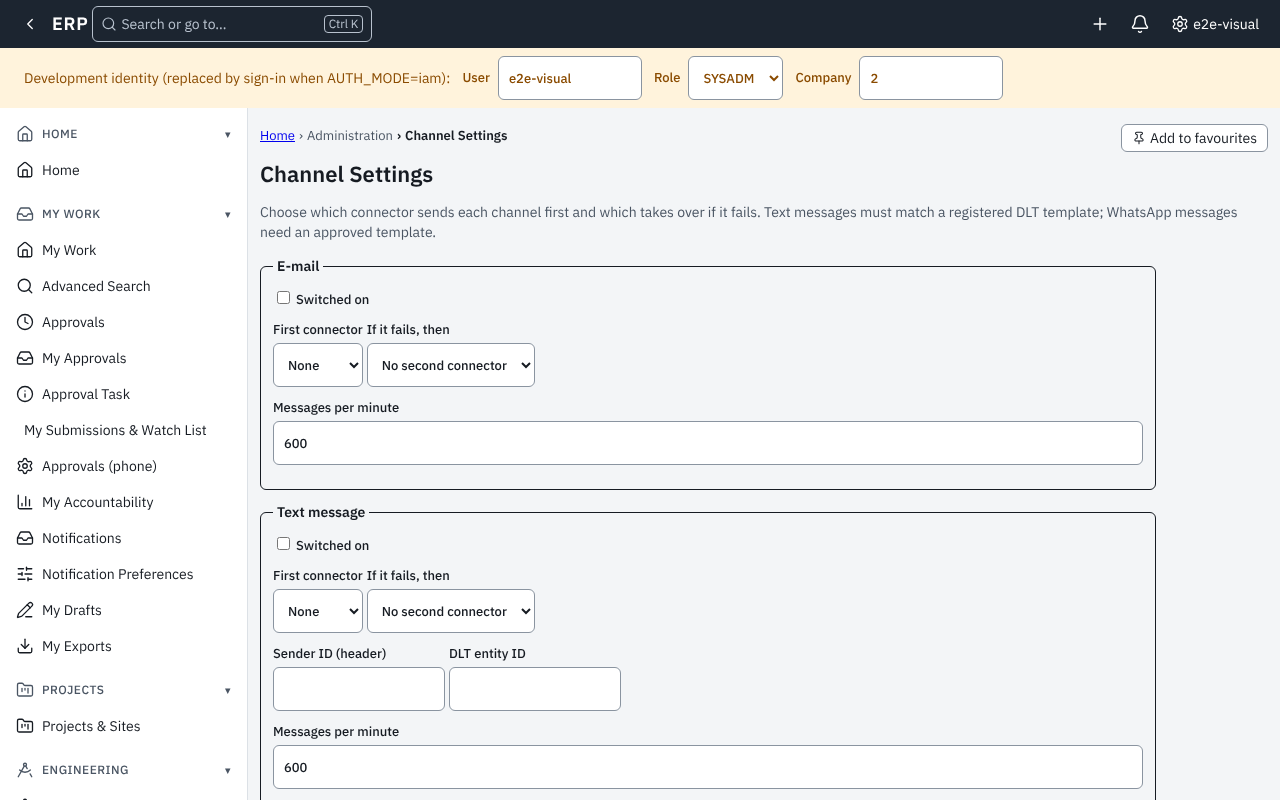 ERP
Search or go to...
Ctrl K
e2e-visual
Development identity (replaced by sign-in when AUTH_MODE=iam):
User
e2e-visual
Role
SYSADM
Company
2
HOME
Home
MY WORK
My Work
Advanced Search
Approvals
My Approvals
Approval Task
My Submissions & Watch List
Approvals (phone)
My Accountability
Notifications
Notification Preferences
My Drafts
My Exports
PROJECTS
Projects & Sites
ENGINEERING
Home › Administration › Channel Settings
Add to favourites
Channel Settings
Choose which connector sends each channel first and which takes over if it fails. Text messages must match a registered DLT template; WhatsApp messages
need an approved template.
E-mail
Switched on
First connector If it fails, then
None
No second connector
Messages per minute
600
Text message
Switched on
First connector If it fails, then
None
No second connector
Sender ID (header)
DLT entity ID
Messages per minute
600